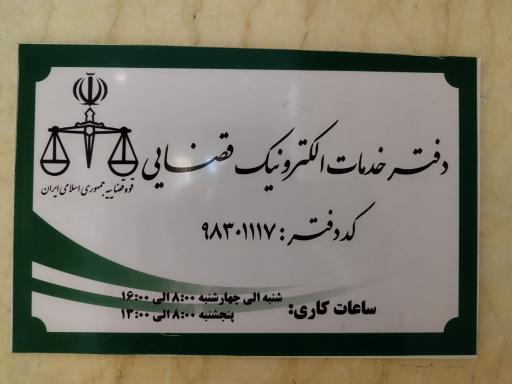 دفتر خدمات الکترونیک قضایی
قوه قضاییه جمهوری اسلامی ایران
کد دفتر: ۹۸۳۰۱۱۱۷
ساعات کاری:
شنبه الی چهارشنبه ۸:۰۰ الی ۱۶:۰۰
پنجشنبه ۸:۰۰ الی ۱۳:۰۰